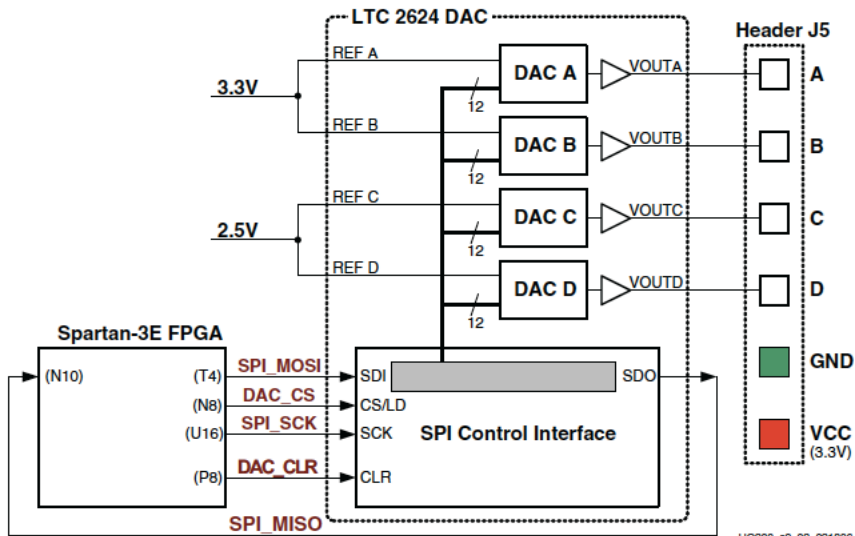 LTC 2624 DAC
Header J5
REF A
3.3V
DAC A
12
VOUTA
A
REF B
DAC B
12
VOUTB
B
REF C
2.5V
DAC C
12
VOUTC
C
REF D
DAC D
12
VOUTD
D
Spartan-3E FPGA
GND
(N10)
(T4)
SPI_MOSI
SDI
SDO
(N8)
DAC_CS
CS/LD
(U16)
SPI_SCK
SCK
SPI Control Interface
VCC
(3.3V)
(P8)
DAC_CLR
CLR
SPI_MISO